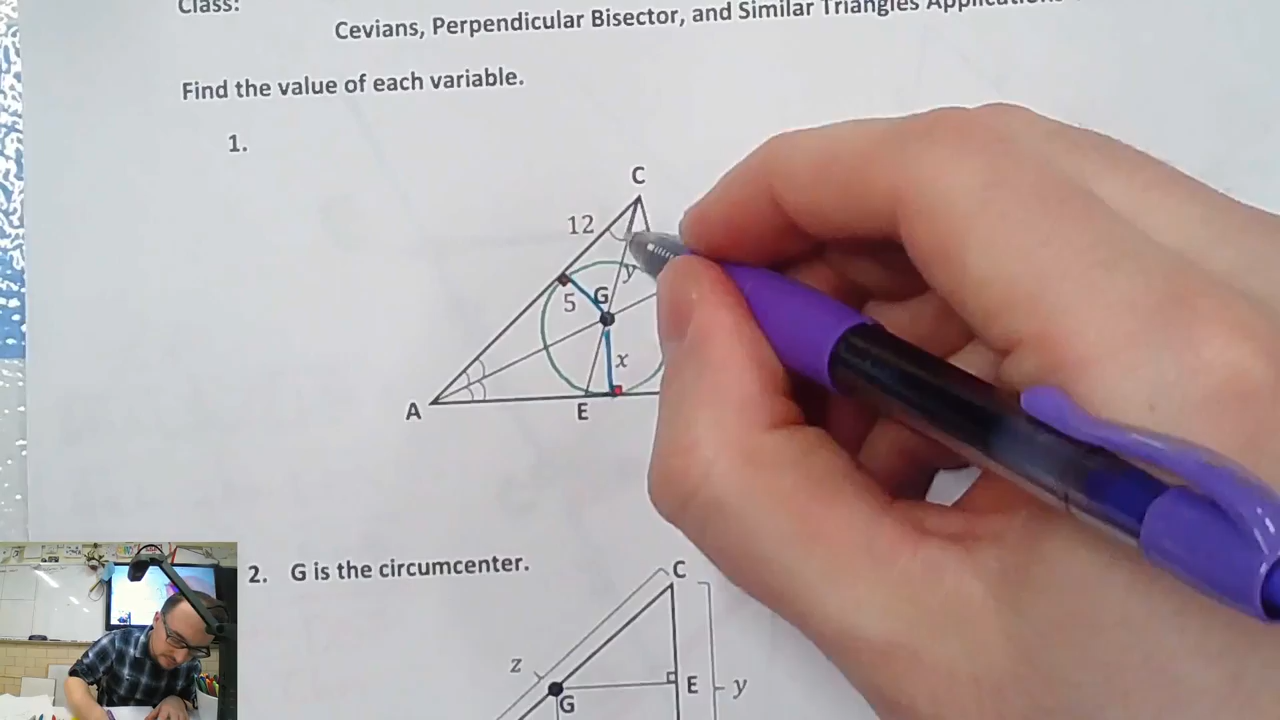 Class:
Cevians, Perpendicular Bisector, and Similar Triangles
Find the value of each variable.
1.
C
12
y
5
G
x
A
E
2. G is the circumcenter.
C
z
E
y
G